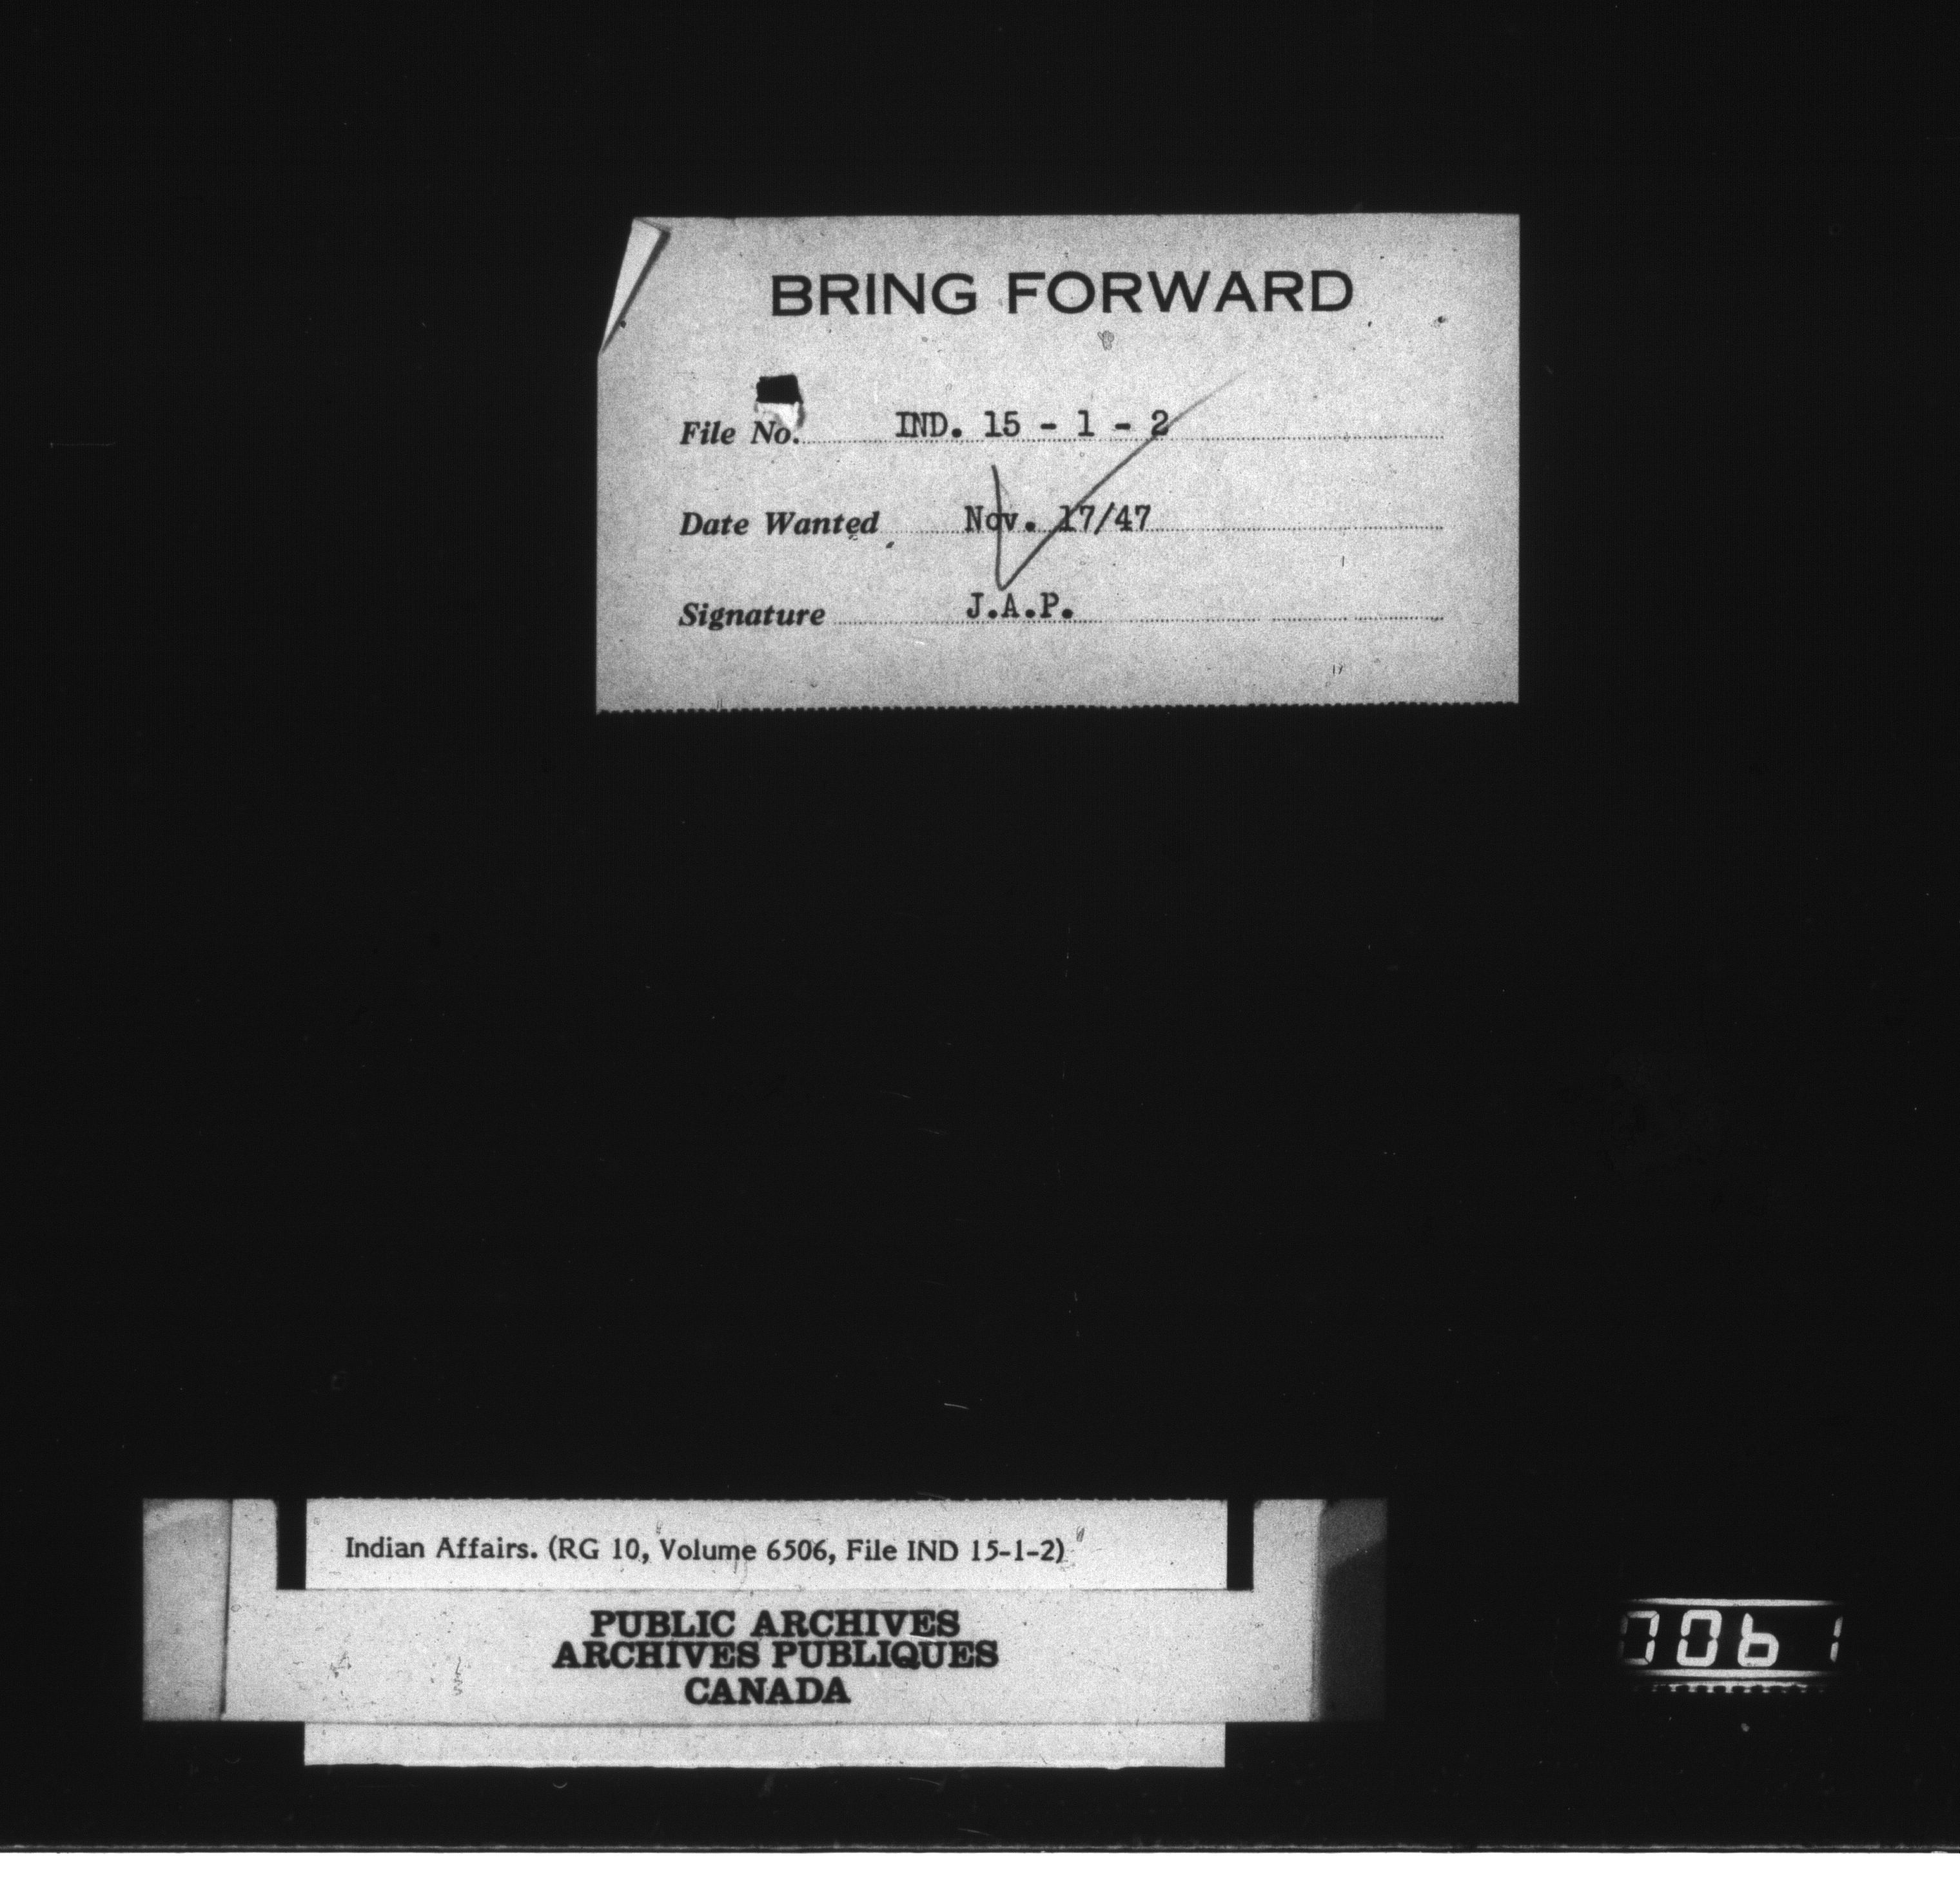 BRING FORWARD
File No. IND. 15 - 1 - 2
Date Wanted Nov. 17/47
Signature J.A.P.
Indian Affairs. (RG 10, Volume 6506, File IND 15-1-2)
PUBLIC ARCHIVES
ARCHIVES PUBLIQUES
CANADA